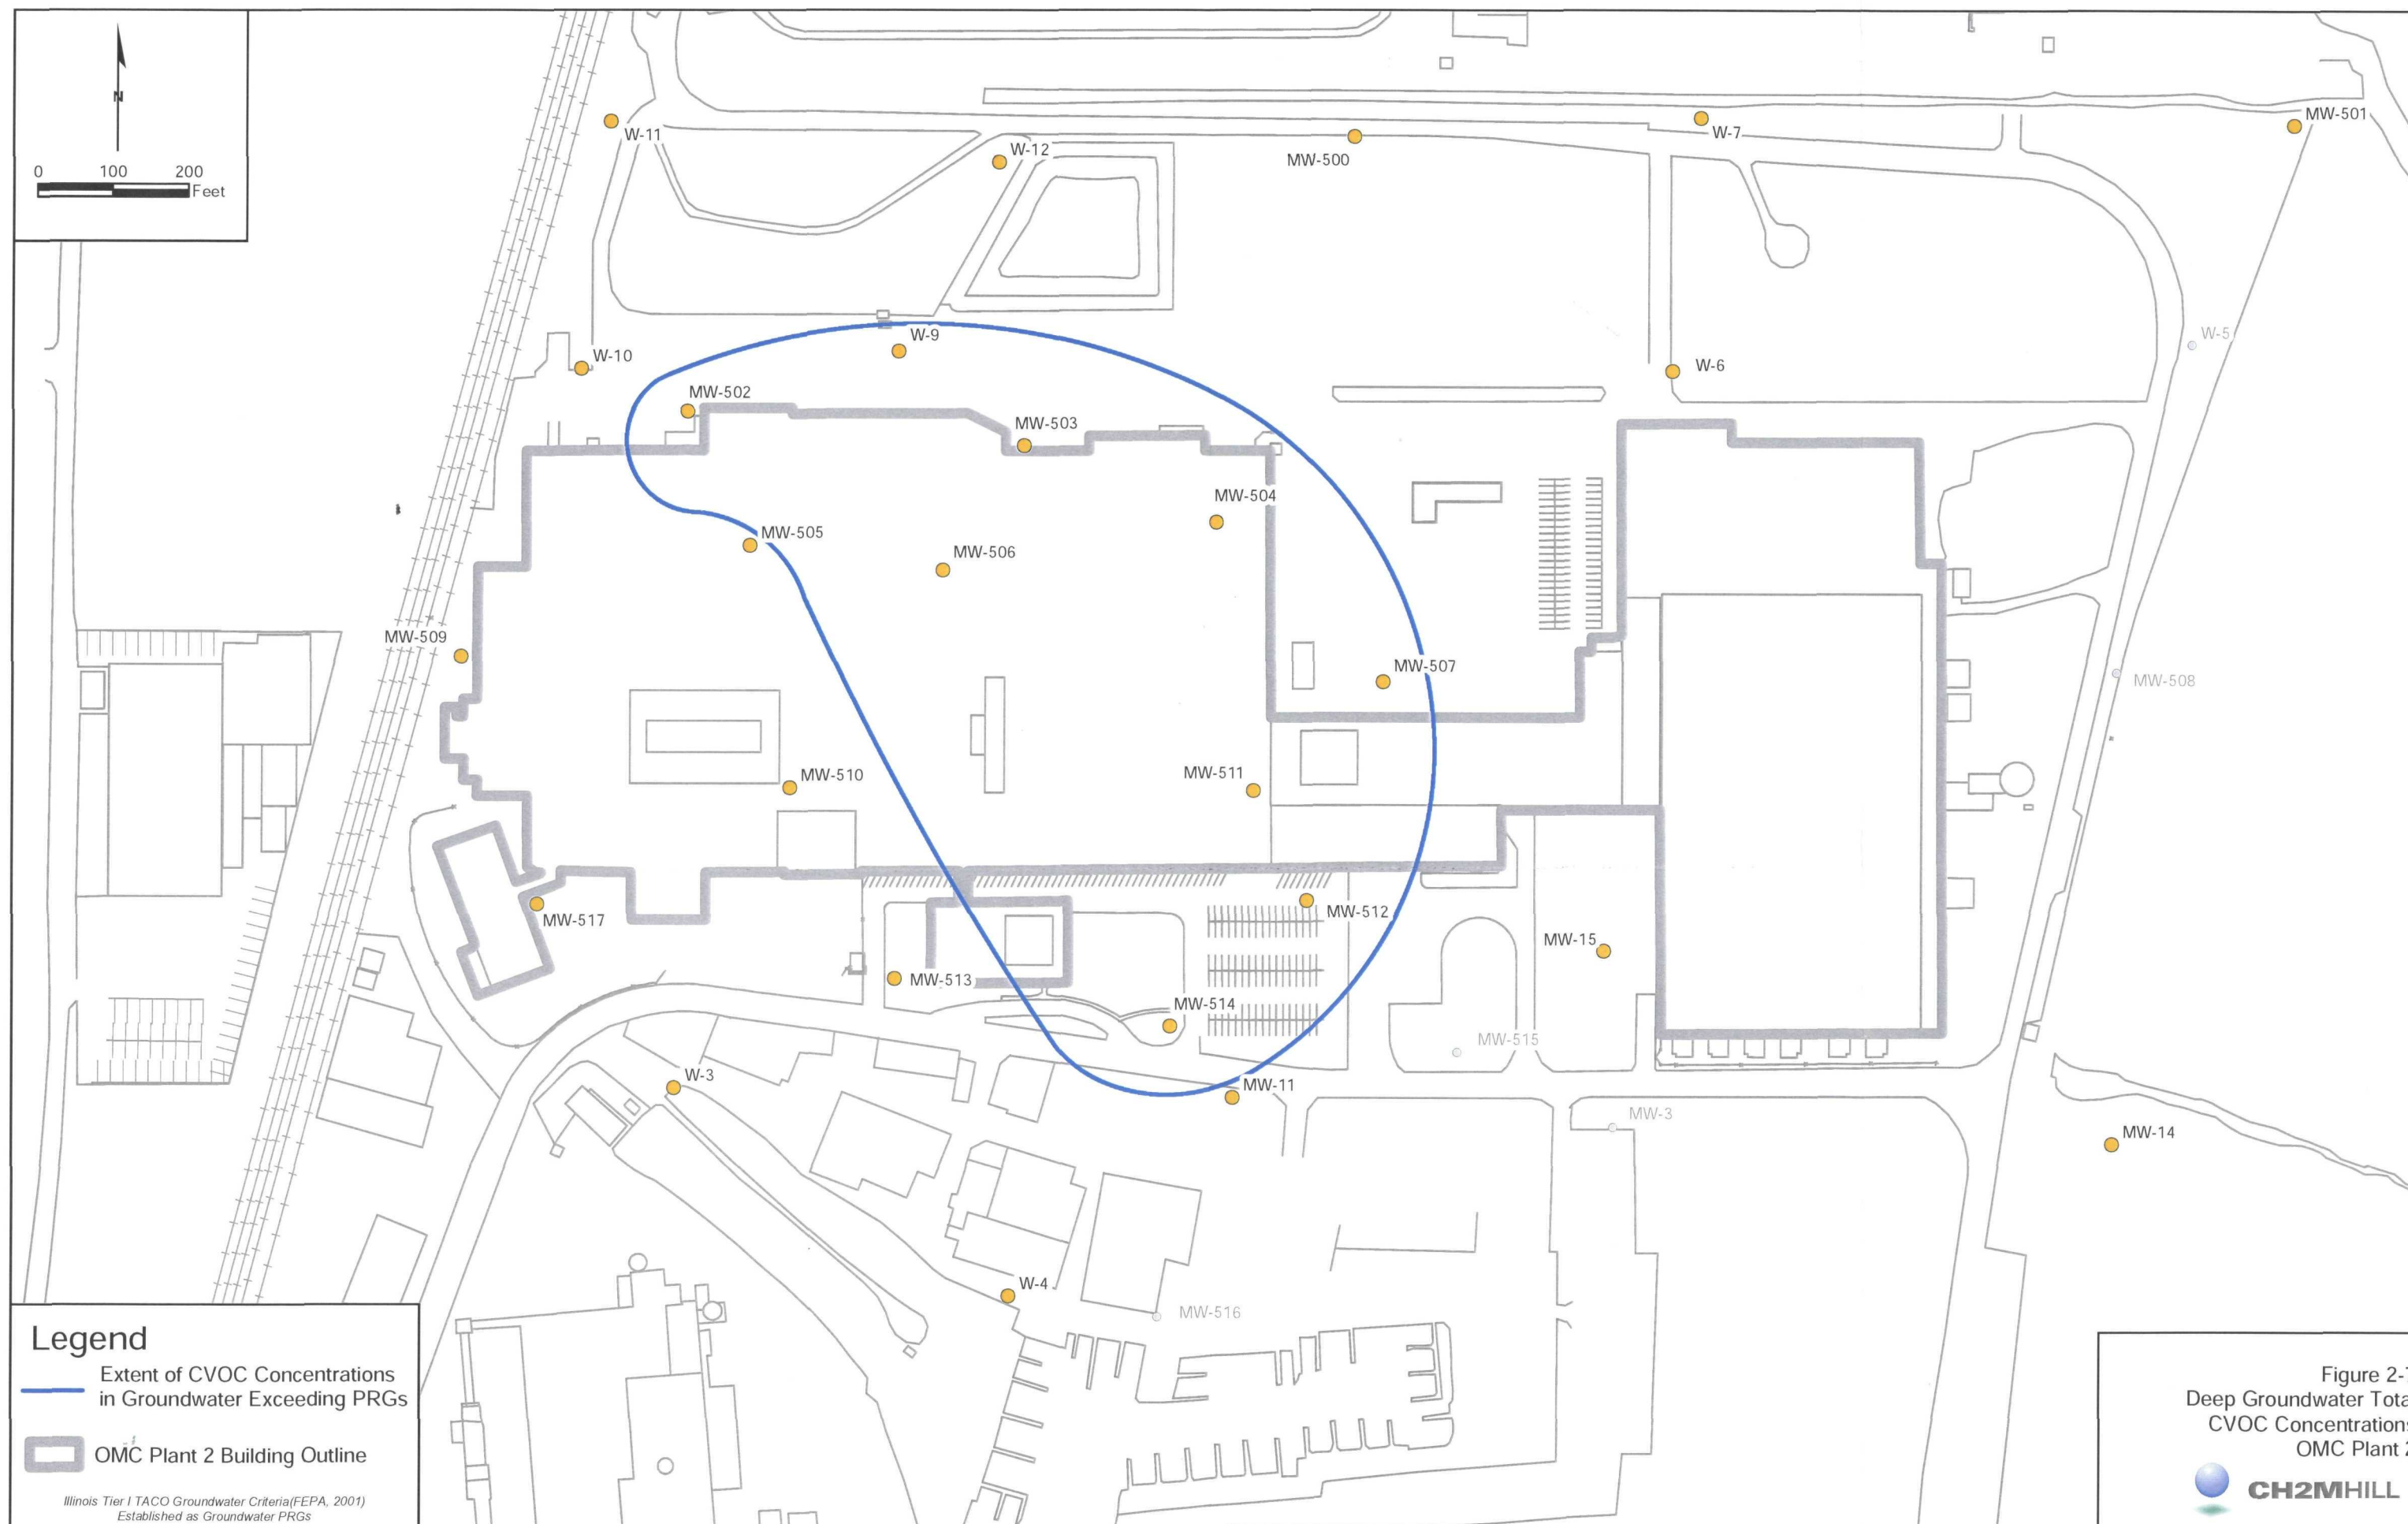 N
0 100 200
Feet
W-11
W-12
MW-500
W-7
MW-501
W-5
W-9
W-10
W-6
MW-502
MW-503
MW-504
MW-505
MW-506
MW-509
MW-507
MW-508
MW-510
MW-511
MW-512
MW-517
MW-15
MW-513
MW-514
MW-515
W-3
MW-11
MW-3
MW-14
W-4
MW-516
Legend
Extent of CVOC Concentrations
in Groundwater Exceeding PRGs
OMC Plant 2 Building Outline
Illinois Tier I TACO Groundwater Criteria(FEPA, 2001)
Established as Groundwater PRGs
Figure 2-
Deep Groundwater Tota
CVOC Concentrations
OMC Plant 2
CH2MHILL